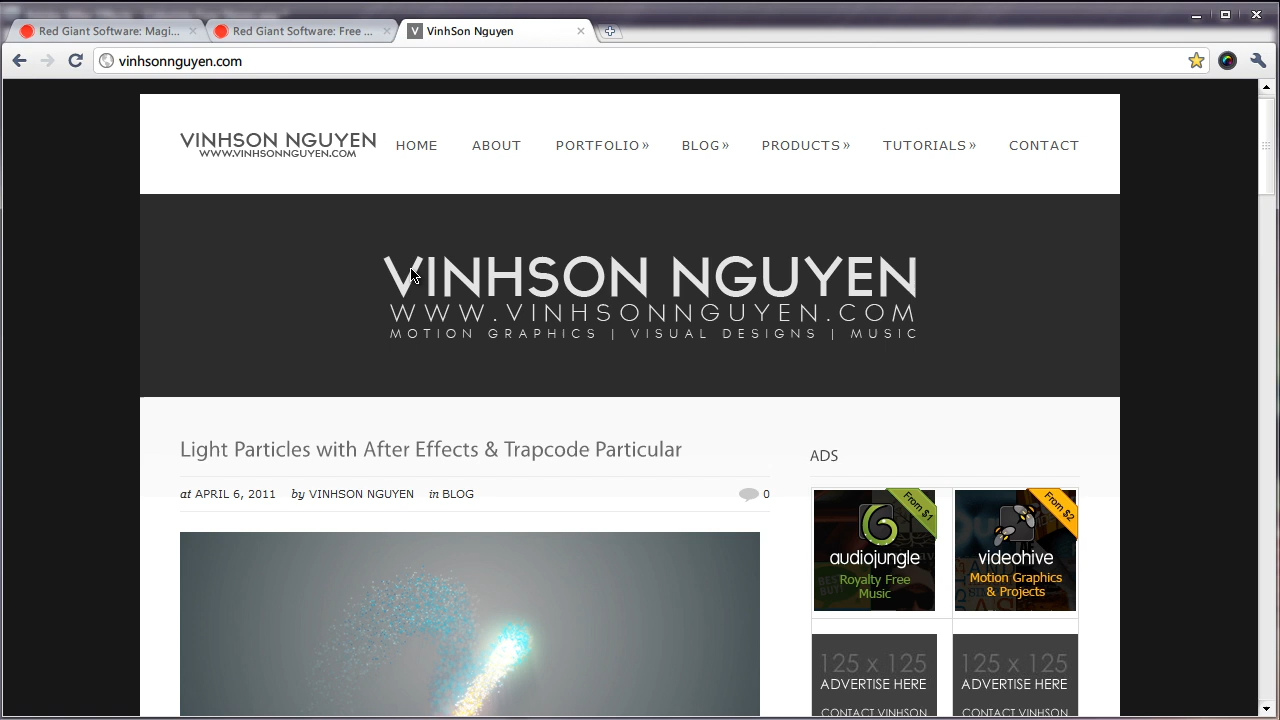 Red Giant Software: Magi...
Red Giant Software: Free ...
V VinhSon Nguyen
vinhsonnguyen.com
VINHSON NGUYEN
WWW.VINHSONNGUYEN.COM
HOME ABOUT PORTFOLIO» BLOG» PRODUCTS» TUTORIALS» CONTACT
VINHSON NGUYEN
WWW.VINHSONNGUYEN.COM
MOTION GRAPHICS | VISUAL DESIGNS | MUSIC
Light Particles with After Effects & Trapcode Particular
at APRIL 6, 2011 by VINHSON NGUYEN in BLOG 0
ADS
From $1
audiojungle
Royalty Free
Music
From $2
videohive
Motion Graphics
& Projects
125 x 125
ADVERTISE HERE
CONTACT VINHSON
125 x 125
ADVERTISE HERE
CONTACT VINHSON